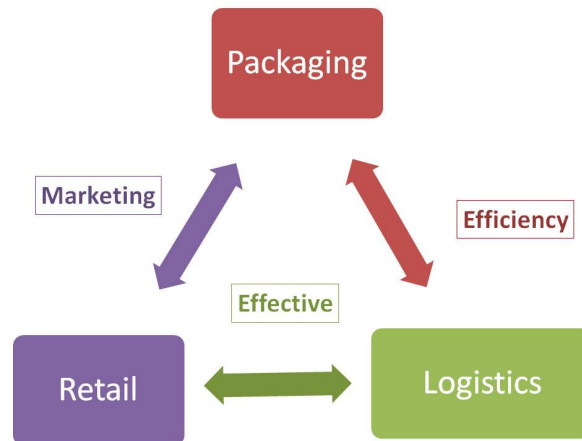 Packaging
Marketing
Efficiency
Effective
Retail
Logistics